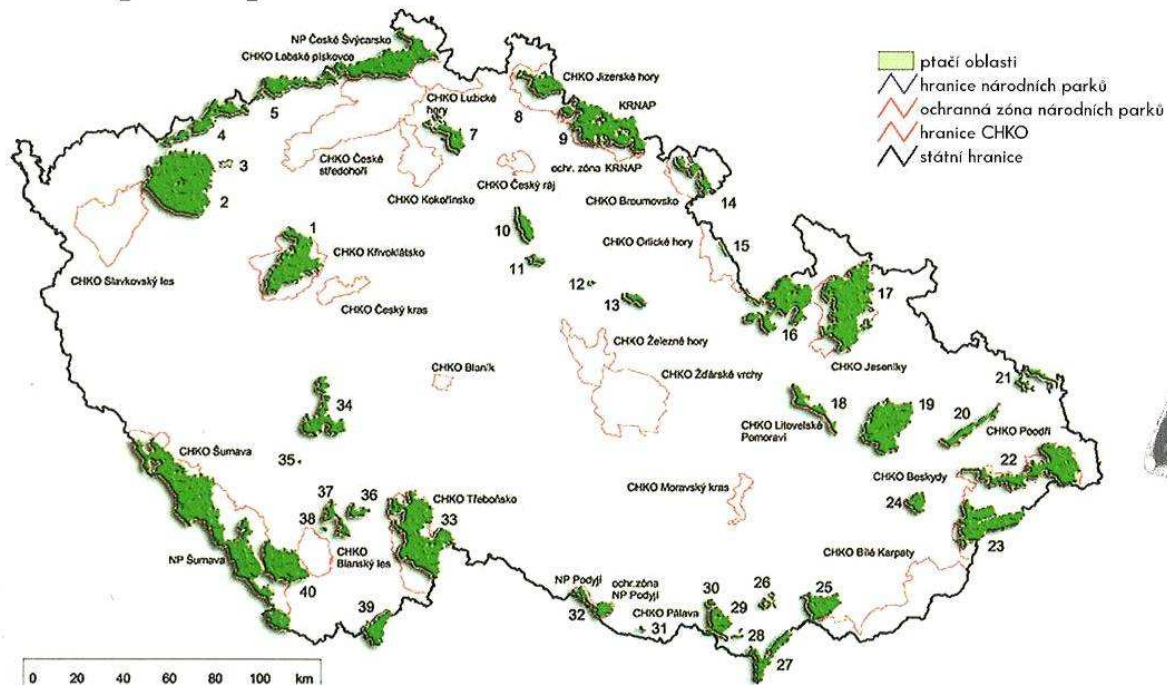 NP České Švýcarsko
CHKO Labské pískovce
CHKO Jizerské hory
ptačí oblasti
hranice národních parků
ochranná zóna národních parků
hranice CHKO
státní hranice
CHKO Lužické
hory
KRNAP
5
4
8
7
9
3
CHKO České
středohoří
ochr. zóna KRNAP
CHKO Český ráj
2
CHKO Kokořínsko
CHKO Broumovsko
14
1
10
CHKO Orlické hory
15
CHKO Křivoklátsko
11
CHKO Slavkovský les
12
17
CHKO Český kras
13
16
CHKO Železné hory
CHKO Blaník
CHKO Žďárské vrchy
CHKO Jeseníky
21
34
18
19
20
CHKO Litovelské
Pomoraví
CHKO Poodří
CHKO Šumava
35
22
CHKO Beskydy
CHKO Moravský kras
37
36
CHKO Třeboňsko
24
38
33
23
CHKO
Blanský les
CHKO Bílé Karpaty
NP Šumava
NP Podyjí
ochr.zóna
NP Podyjí
40
30
26
25
CHKO Pálava
29
32
39
31
28
27
0 20 40 60 80 100 km